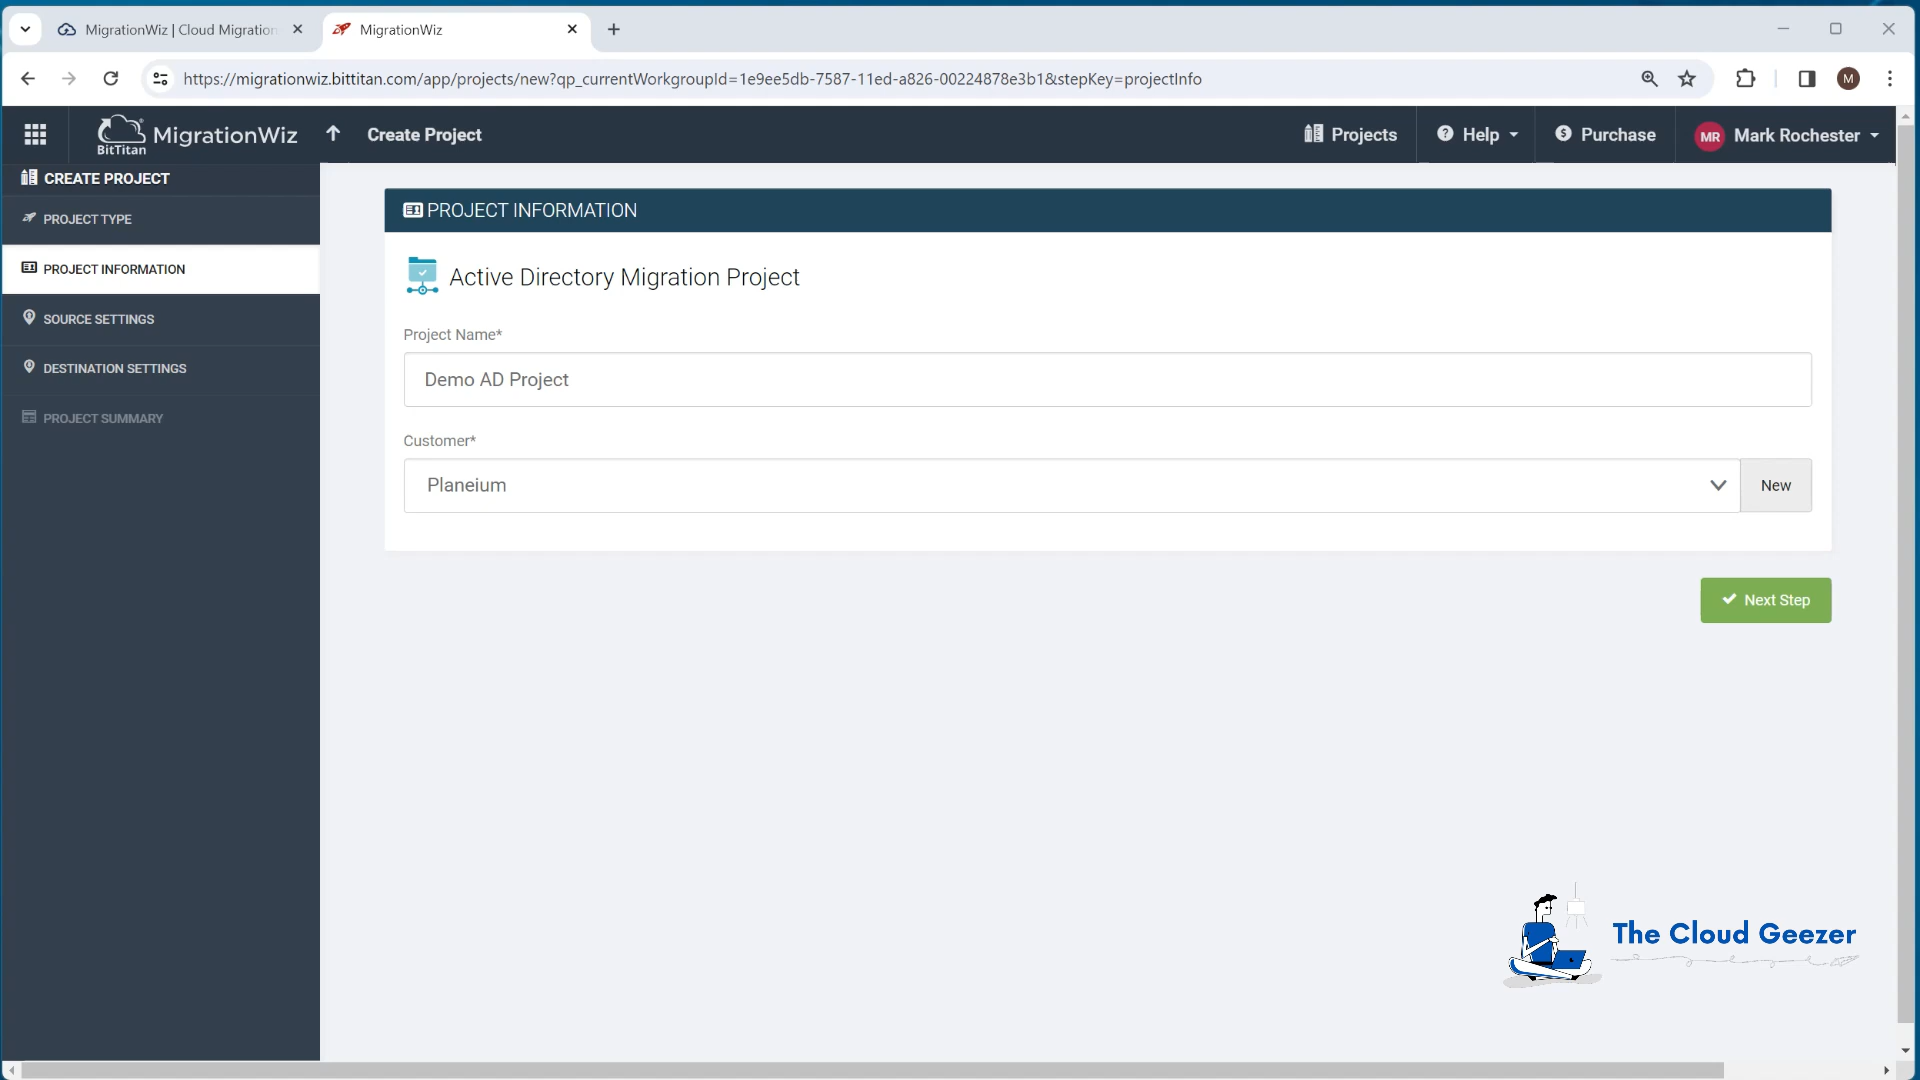 MigrationWiz | Cloud Migration
MigrationWiz
https://migrationwiz.bittitan.com/app/projects/new?qp_currentWorkgroupId=1e9ee5db-7587-11ed-a826-00224878e3b1&stepKey=projectInfo
M
BitTitan
MigrationWiz
Create Project
Projects
Help
Purchase
MR
Mark Rochester
CREATE PROJECT
PROJECT TYPE
PROJECT INFORMATION
SOURCE SETTINGS
DESTINATION SETTINGS
PROJECT SUMMARY
PROJECT INFORMATION
Active Directory Migration Project
Project Name*
Demo AD Project
Customer*
Planeium
New
Next Step
The Cloud Geezer